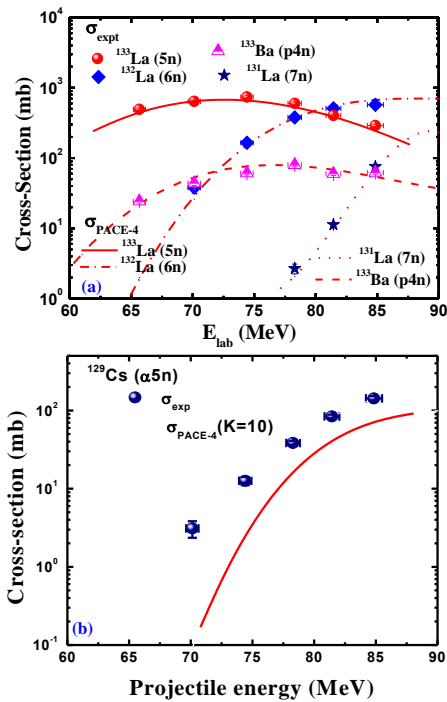 σexpt
¹³³La (5n)
¹³³Ba (p4n)
¹³²La (6n)
¹³¹La (7n)
10⁴
10³
10²
10¹
10⁰
Cross-Section (mb)
σPACE-4
¹³³La (5n)
¹³²La (6n)
¹³¹La (7n)
¹³³Ba (p4n)
(a)
60 65 70 75 80 85 90
Elab (MeV)
¹²⁹Cs (α5n)
σexp
σPACE-4(K=10)
10²
10¹
10⁰
10⁻¹
Cross-section (mb)
(b)
60 65 70 75 80 85 90
Projectile energy (MeV)